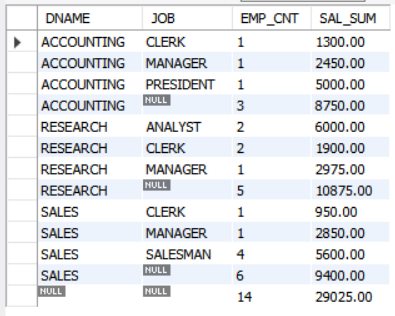 DNAME JOB EMP_CNT SAL_SUM
ACCOUNTING CLERK 1 1300.00
ACCOUNTING MANAGER 1 2450.00
ACCOUNTING PRESIDENT 1 5000.00
ACCOUNTING NULL 3 8750.00
RESEARCH ANALYST 2 6000.00
RESEARCH CLERK 2 1900.00
RESEARCH MANAGER 1 2975.00
RESEARCH NULL 5 10875.00
SALES CLERK 1 950.00
SALES MANAGER 1 2850.00
SALES SALESMAN 4 5600.00
SALES NULL 6 9400.00
NULL NULL 14 29025.00